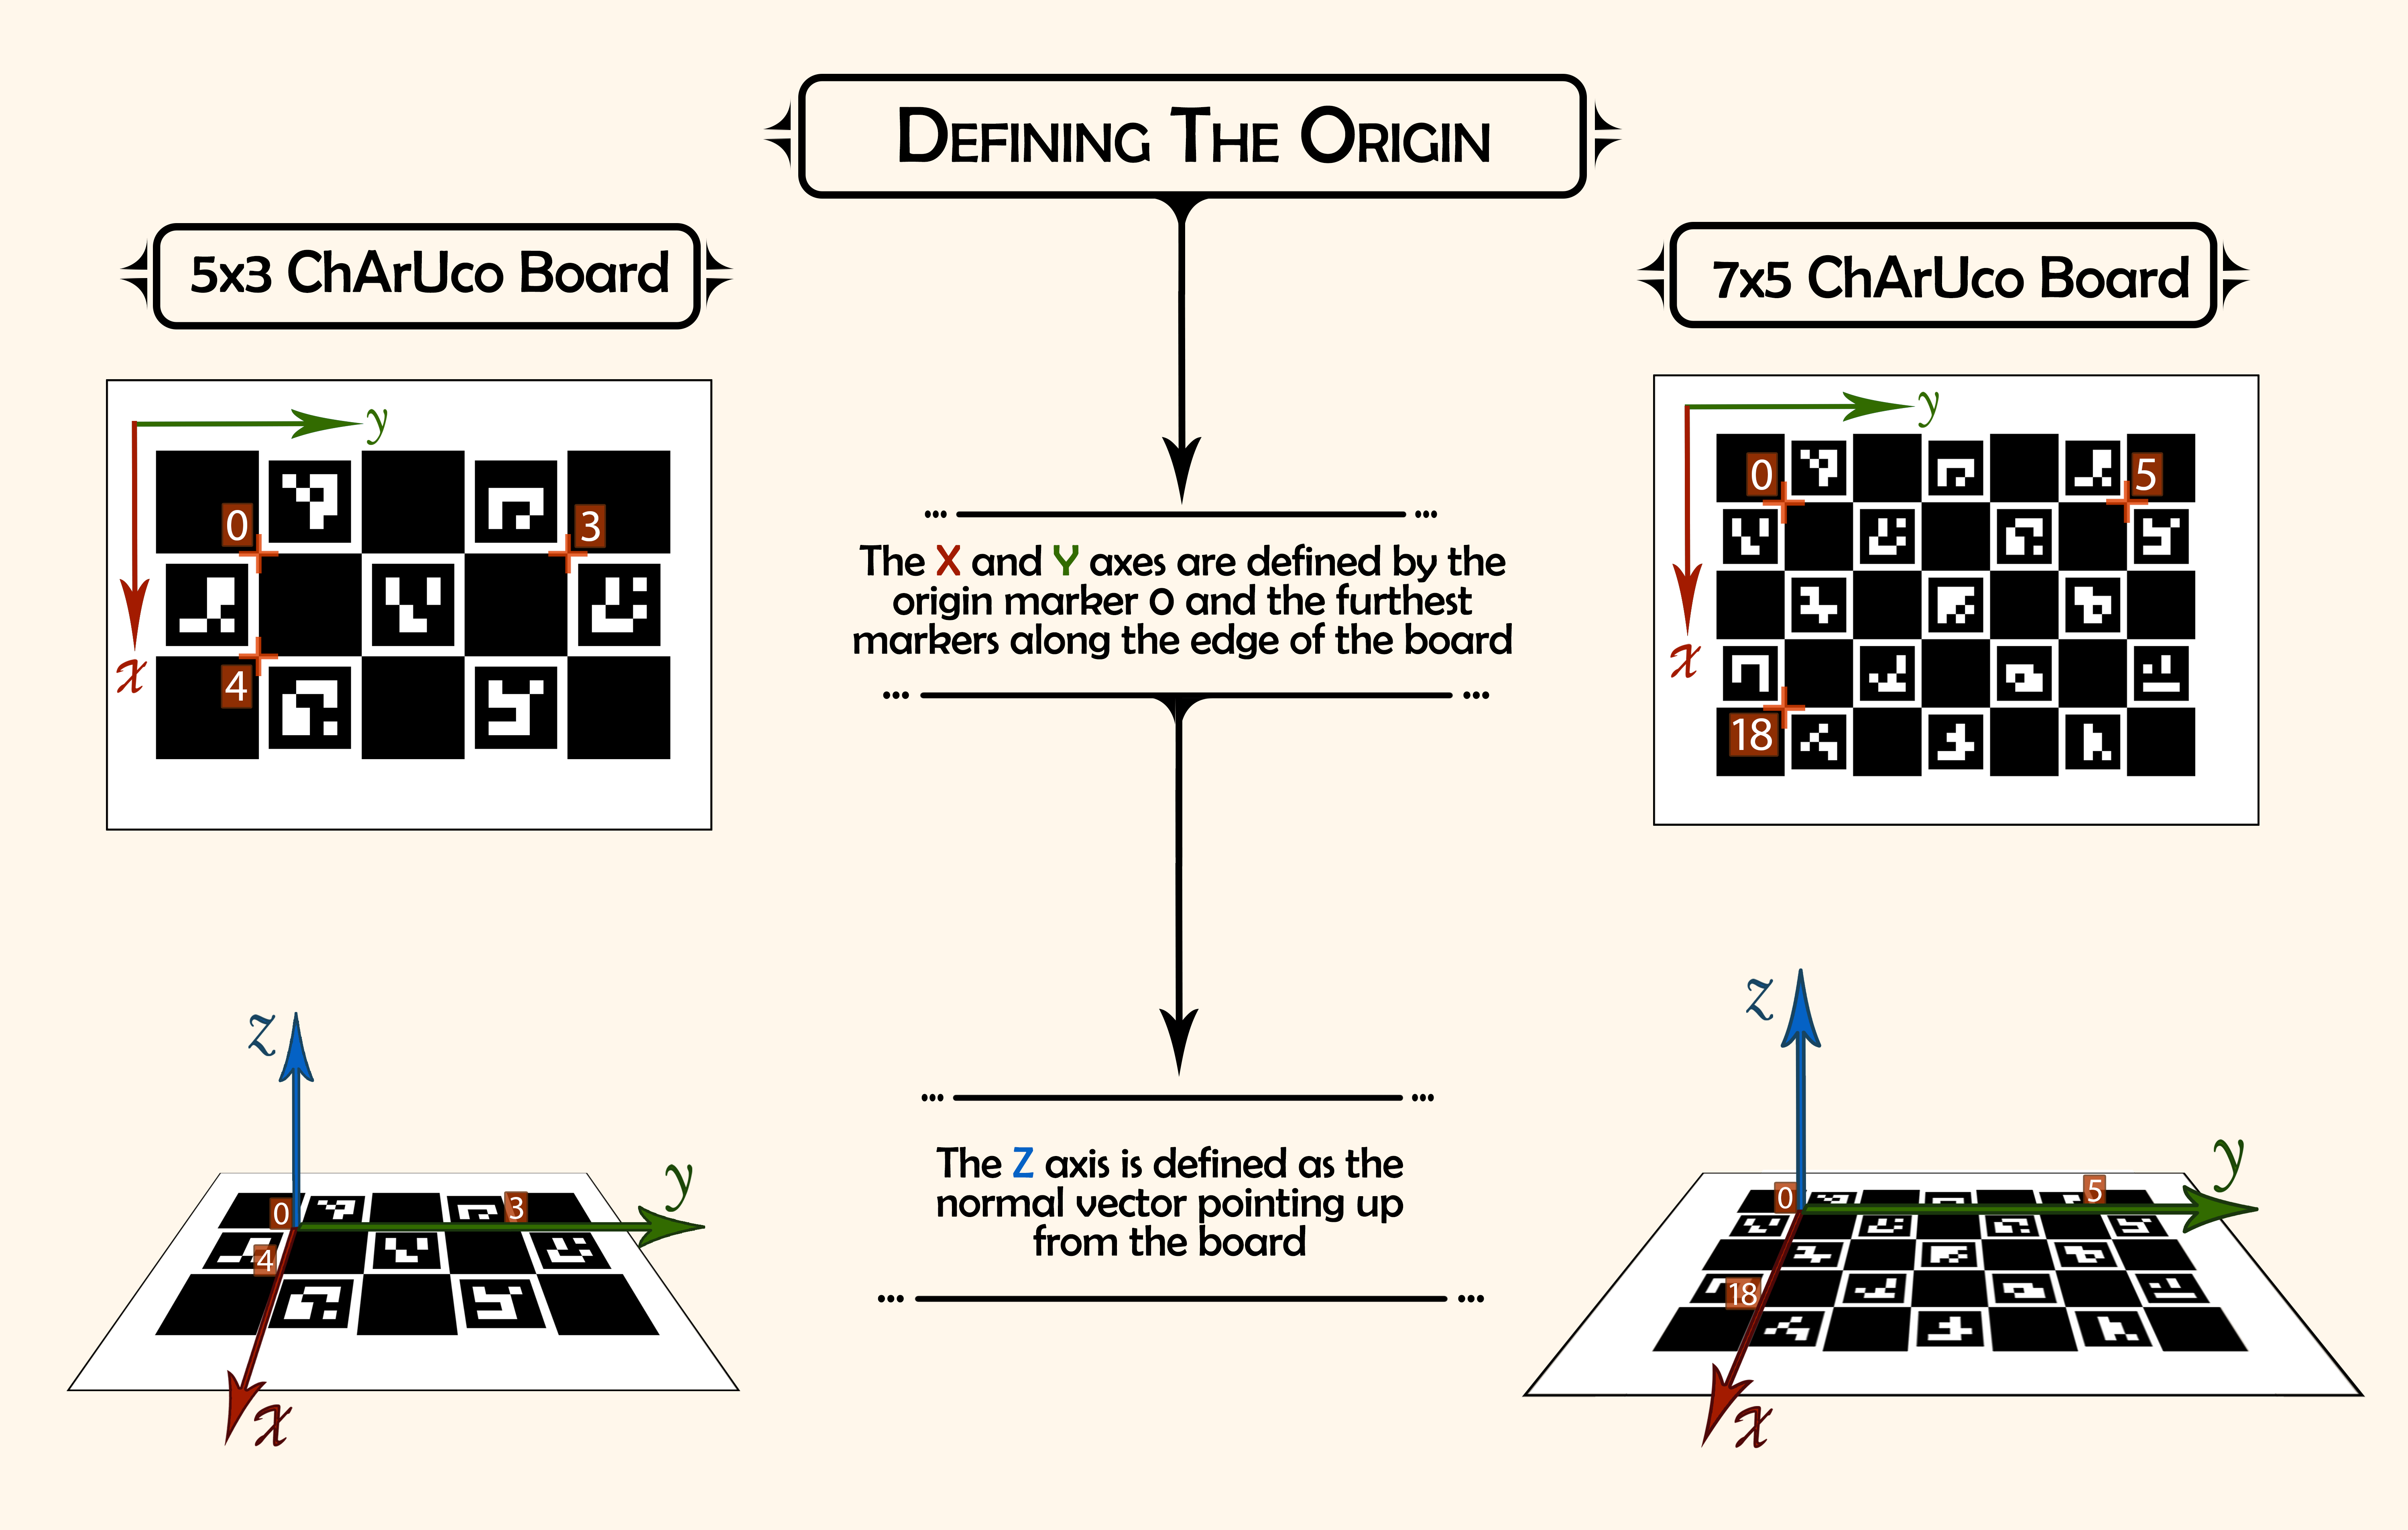 Defining The Origin
5x3 ChArUco Board
7x5 ChArUco Board
y
0
3
4
x
y
0
5
18
x
The X and Y axes are defined by the
origin marker 0 and the furthest
markers along the edge of the board
z
y
0
3
4
x
The Z axis is defined as the
normal vector pointing up
from the board
z
y
0
5
18
x